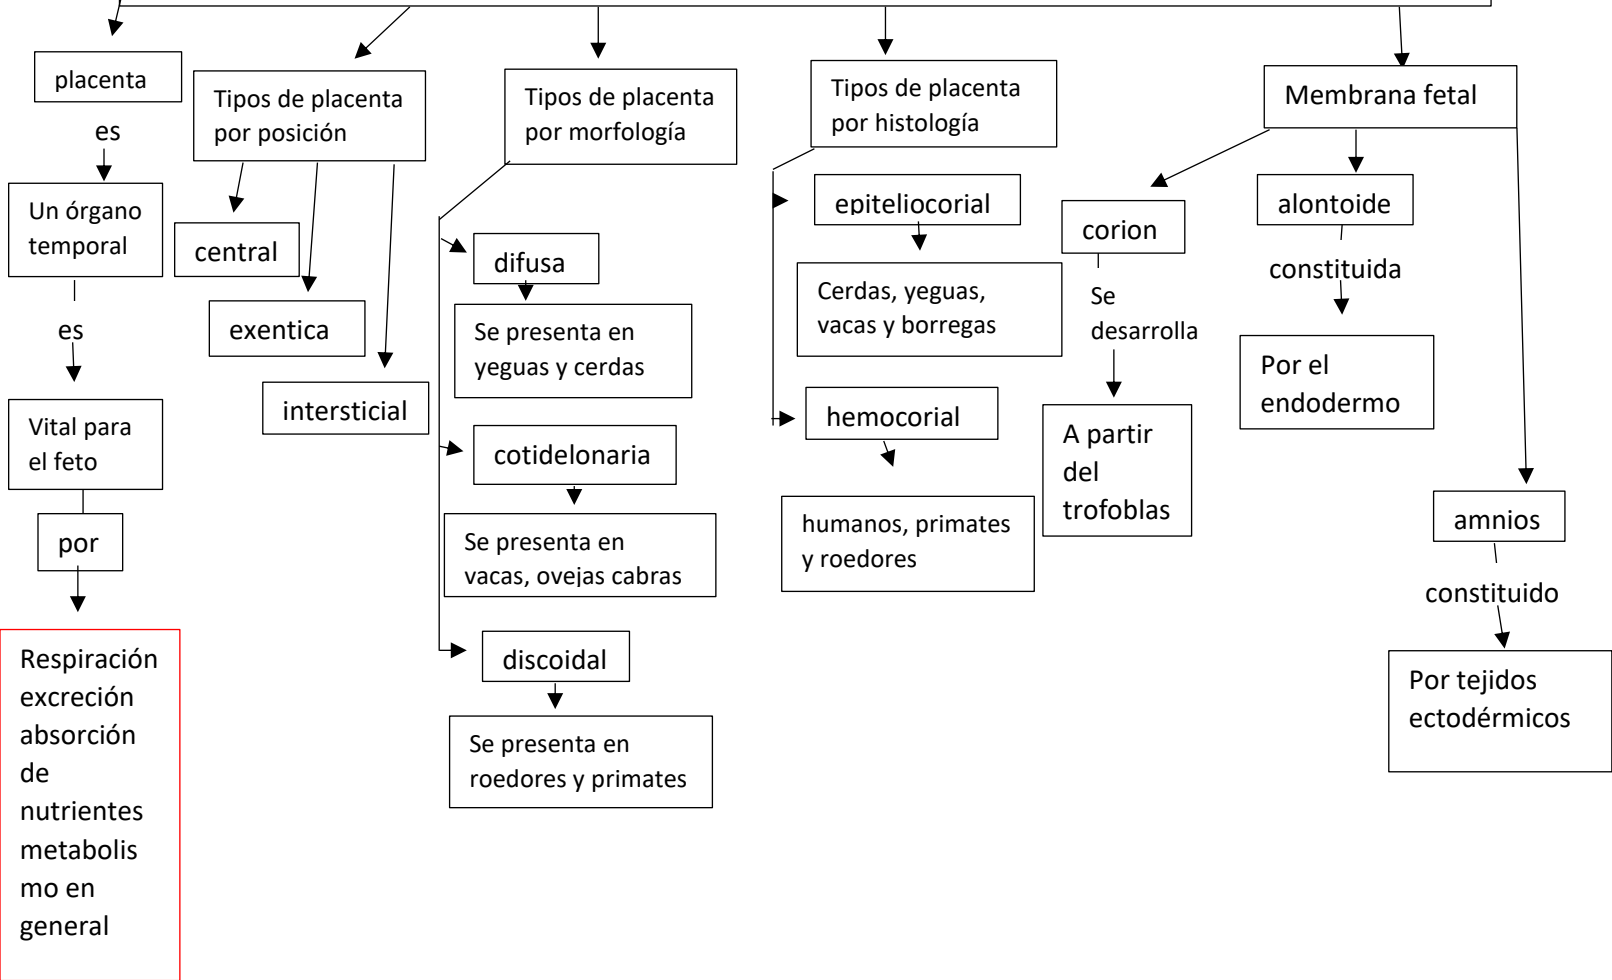 placenta
es
Un órgano
temporal
es
Vital para
el feto
por
Respiración
excreción
absorción
de
nutrientes
metabolis
mo en
general
Tipos de placenta
por posición
central
exentica
intersticial
Tipos de placenta
por morfología
difusa
Se presenta en
yeguas y cerdas
cotidelonaria
Se presenta en
vacas, ovejas cabras
discoidal
Se presenta en
roedores y primates
Tipos de placenta
por histología
epiteliocorial
Cerdas, yeguas,
vacas y borregas
hemocorial
humanos, primates
y roedores
Membrana fetal
corion
Se
desarrolla
A partir
del
trofoblas
alontoide
constituida
Por el
endodermo
amnios
constituido
Por tejidos
ectodérmicos